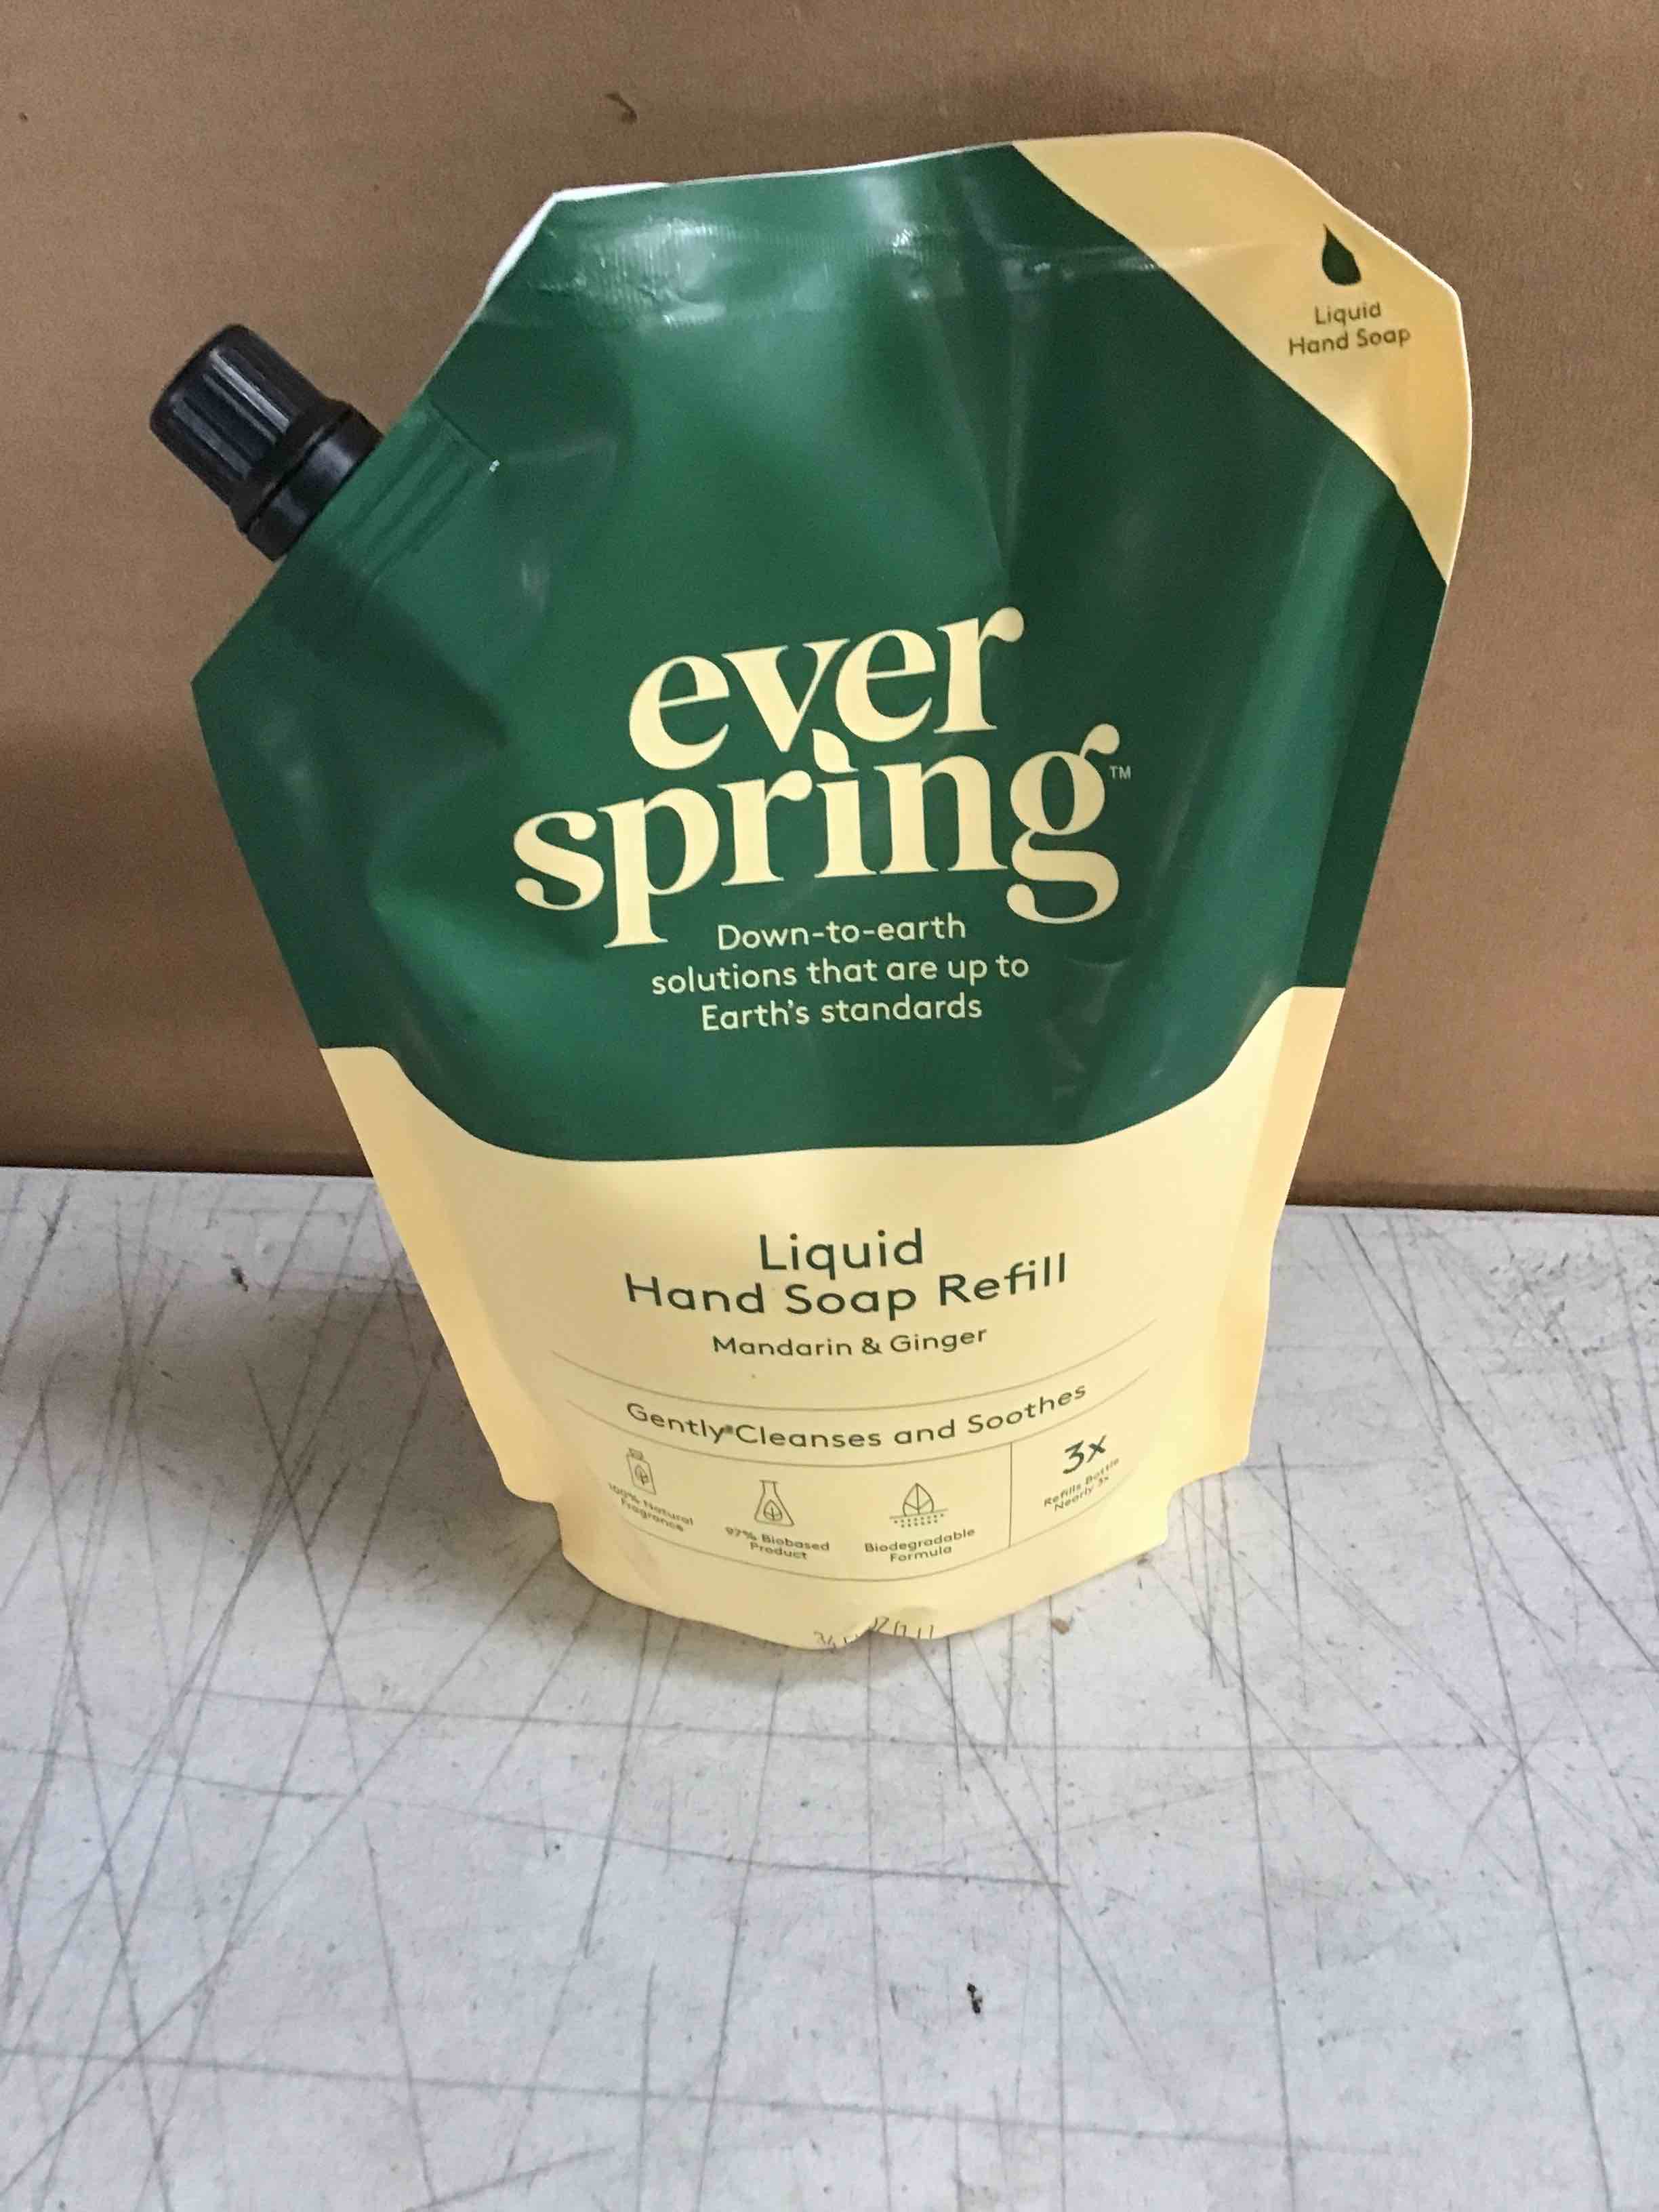 Liquid
Hand Soap
ever
spring™
Down-to-earth
solutions that are up to
Earth's standards
Liquid
Hand Soap Refill
Mandarin & Ginger
Gently Cleanses and Soothes
100% Natural
Fragrance
97% Biobased
Product
Biodegradable
Formula
3x
Refills Bottle
Nearly 3x